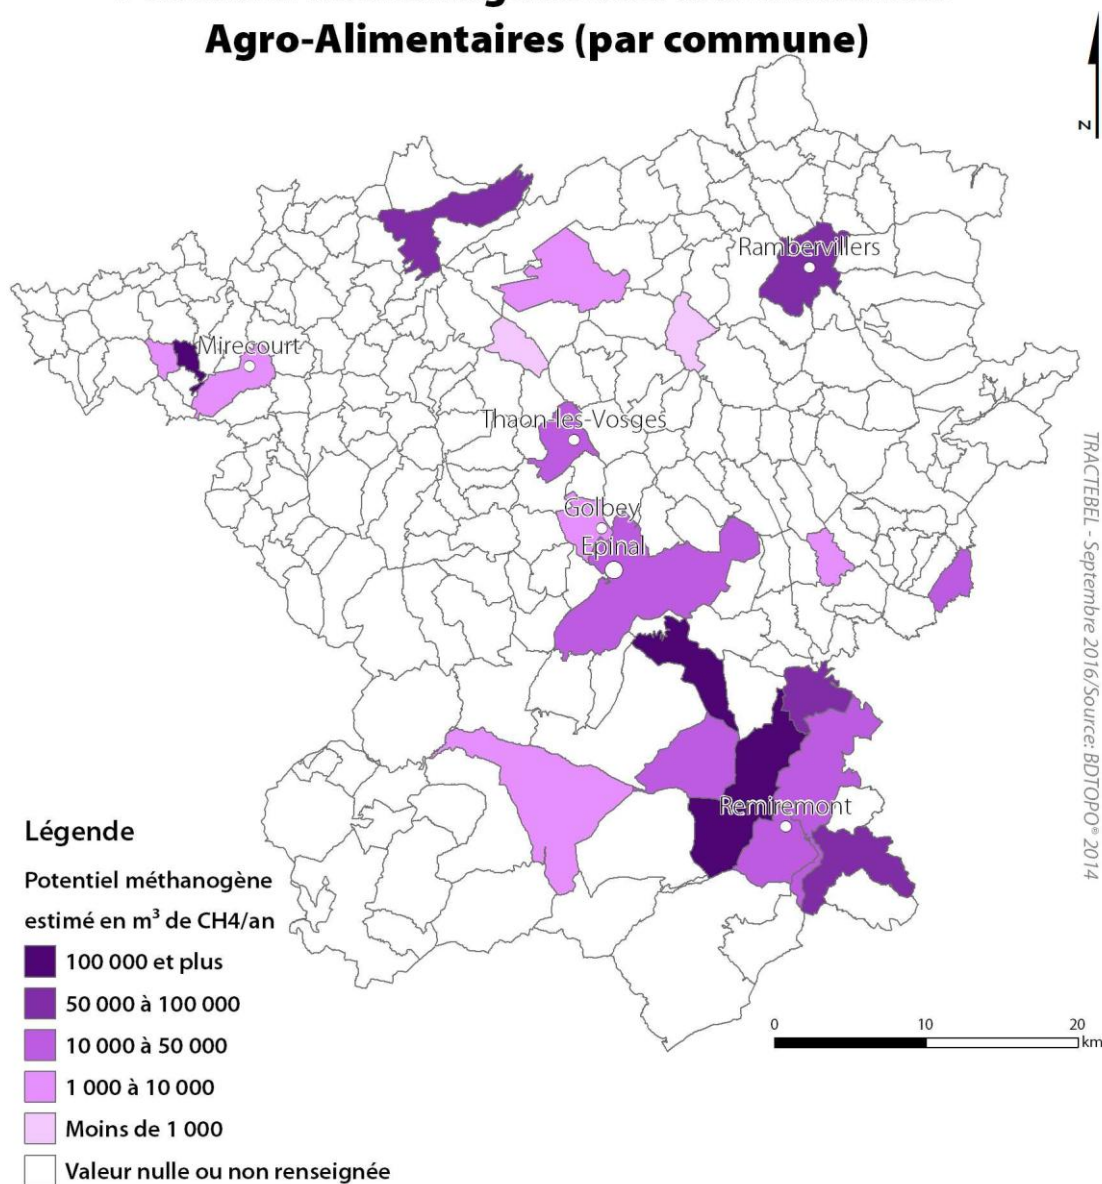 Agro-Alimentaires (par commune)
N
Rambervillers
Mirecourt
Thaon-les-Vosges
Golbey
Epinal
Remiremont
TRACTEBEL - Septembre 2016/Source: BDTOPO® 2014
Légende
Potentiel méthanogène
estimé en m³ de CH4/an
100 000 et plus
50 000 à 100 000
10 000 à 50 000
1 000 à 10 000
Moins de 1 000
Valeur nulle ou non renseignée
0 10 20
km